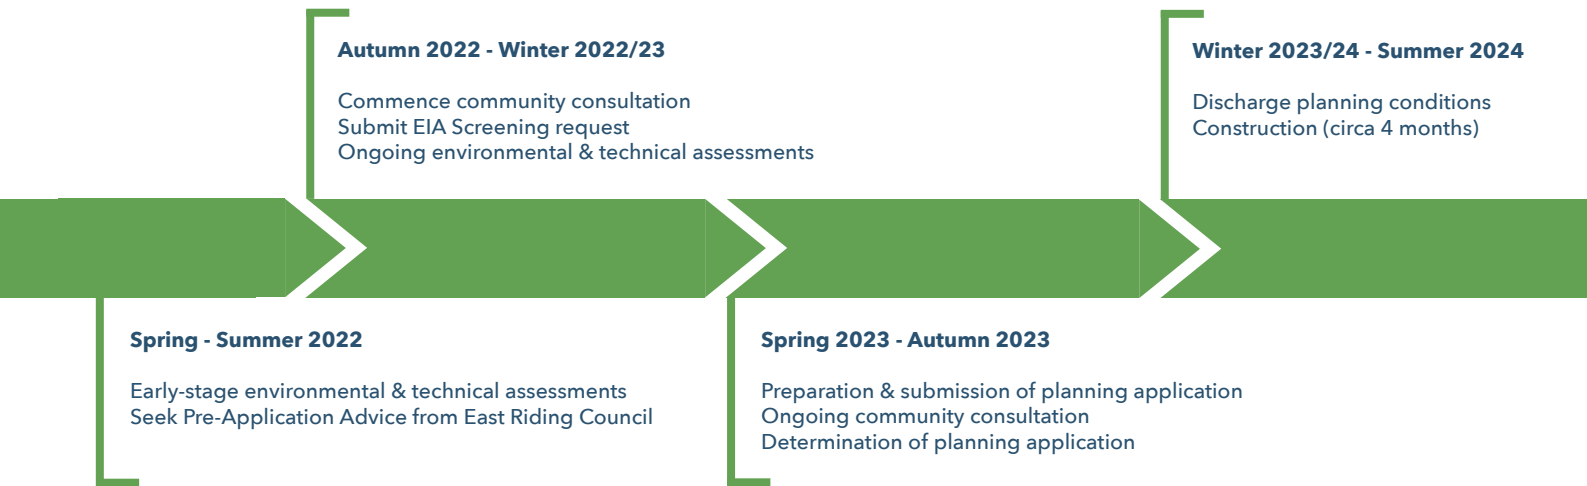 Autumn 2022 - Winter 2022/23
Commence community consultation
Submit EIA Screening request
Ongoing environmental & technical assessments
Winter 2023/24 - Summer 2024
Discharge planning conditions
Construction (circa 4 months)
Spring - Summer 2022
Early-stage environmental & technical assessments
Seek Pre-Application Advice from East Riding Council
Spring 2023 - Autumn 2023
Preparation & submission of planning application
Ongoing community consultation
Determination of planning application